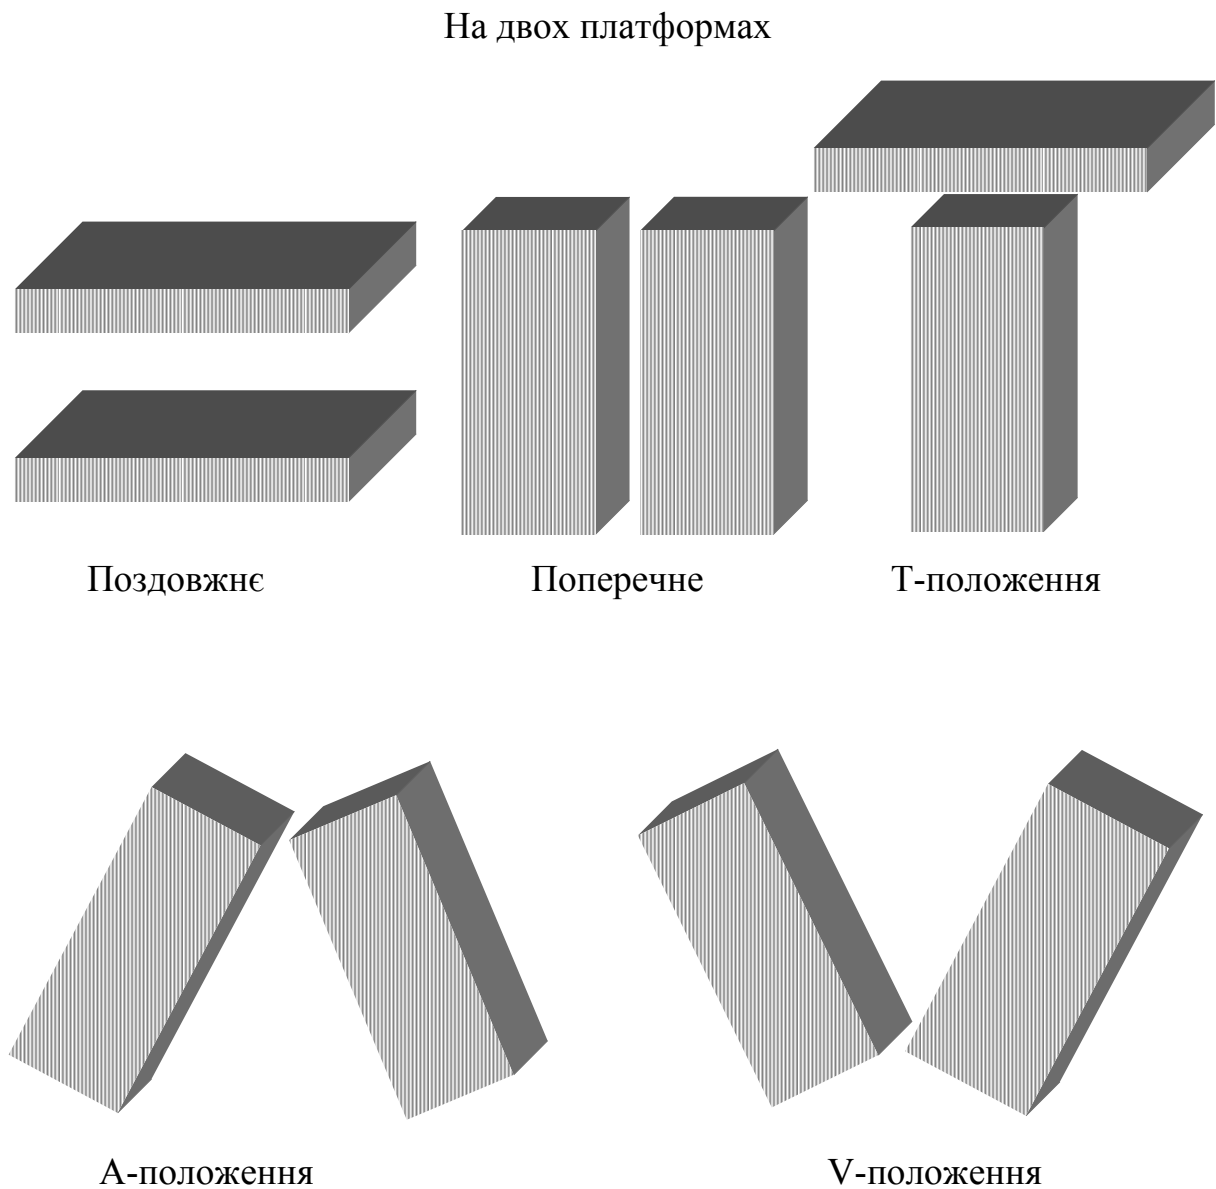 На двох платформах
Поздовжнє
Поперечне
Т-положення
А-положення
V-положення